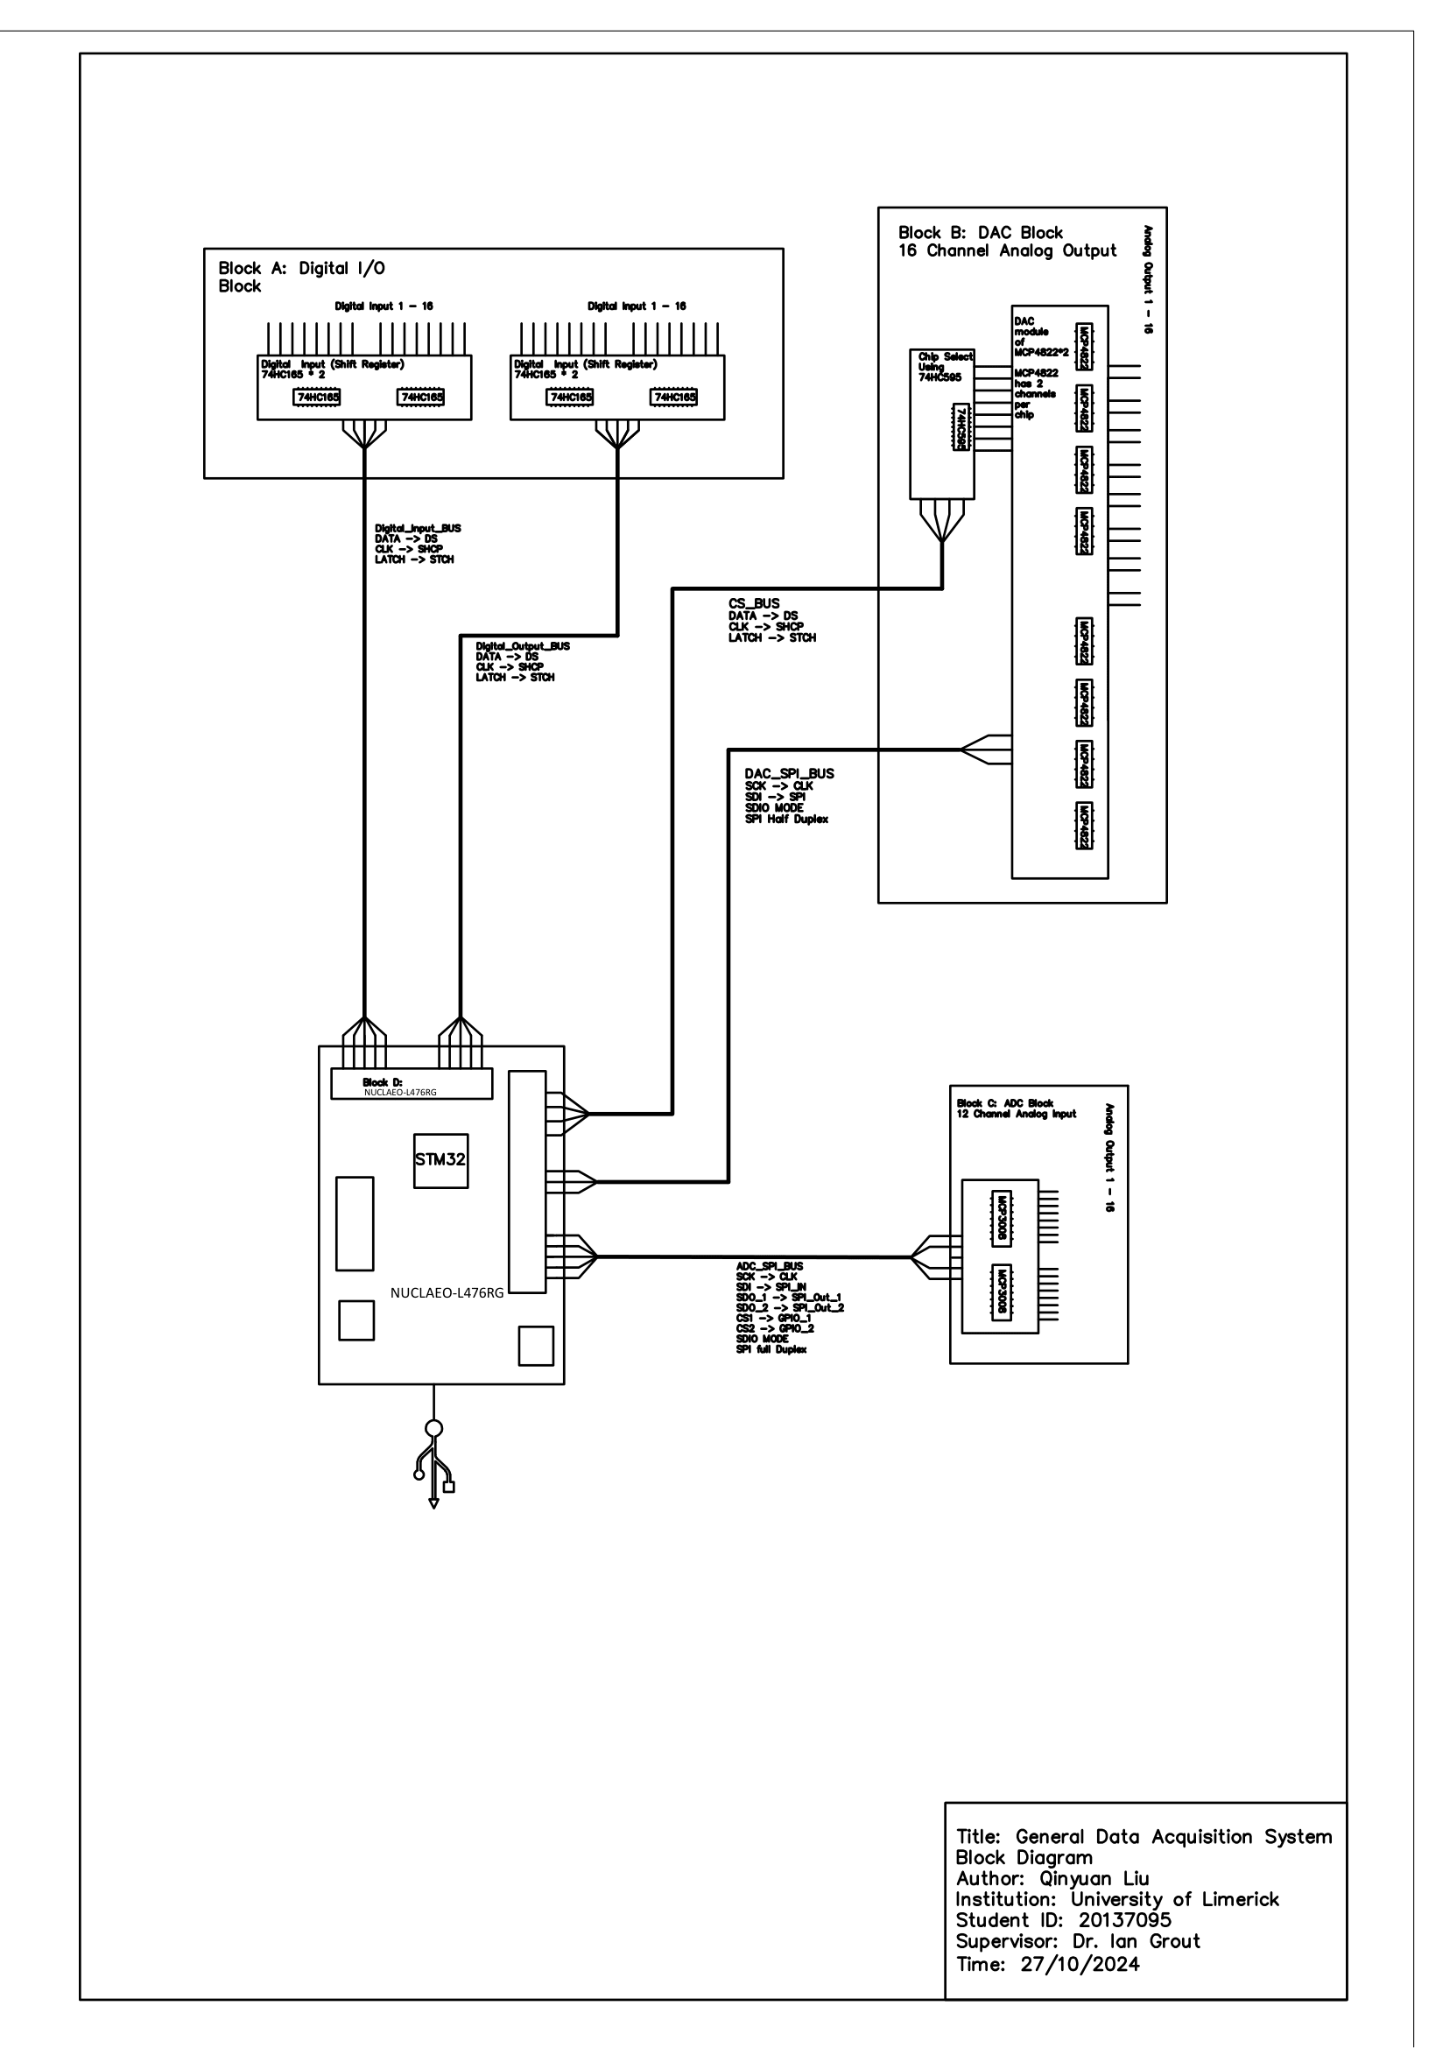 Block A: Digital I/O
Block
Digital Input 1 - 16
Digital Input (Shift Register)
74HC165 * 2
74HC165
74HC165
Digital Input 1 - 16
Digital Input (Shift Register)
74HC165 * 2
74HC165
74HC165
Block B: DAC Block
16 Channel Analog Output
Analog Output 1 - 16
Chip Select
Using
74HC595
74HC595
DAC
module
of
MCP4822*2
MCP4822
has 2
channels
per
chip
MCP4822
MCP4822
MCP4822
MCP4822
MCP4822
MCP4822
MCP4822
MCP4822
Digital_Input_BUS
DATA -> DS
CLK -> SHCP
LATCH -> STCH
Digital_Output_BUS
DATA -> DS
CLK -> SHCP
LATCH -> STCH
CS_BUS
DATA -> DS
CLK -> SHCP
LATCH -> STCH
DAC_SPI_BUS
SCK -> CLK
SDI -> SPI
SDIO MODE
SPI Half Duplex
Block D:
NUCLAEO-L476RG
STM32
NUCLAEO-L476RG
Block C: ADC Block
12 Channel Analog Input
Analog Output 1 - 16
MCP3008
MCP3008
ADC_SPI_BUS
SCK -> CLK
SDI -> SPI_IN
SDO_1 -> SPI_Out_1
SDO_2 -> SPI_Out_2
CS1 -> GPIO_1
CS2 -> GPIO_2
SDIO MODE
SPI full Duplex
Title: General Data Acquisition System
Block Diagram
Author: Qinyuan Liu
Institution: University of Limerick
Student ID: 20137095
Supervisor: Dr. Ian Grout
Time: 27/10/2024